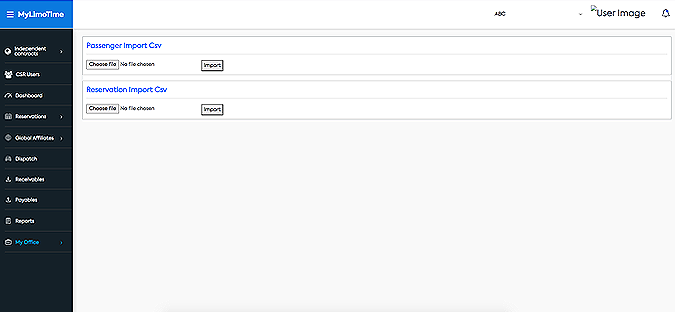 MyLimoTime
ABC
User Image
Independent contracts
CSR Users
Dashboard
Reservations
Global Affiliates
Dispatch
Receivables
Payables
Reports
My Office
Passenger Import Csv
Choose file No file chosen
Import
Reservation Import Csv
Choose file No file chosen
Import